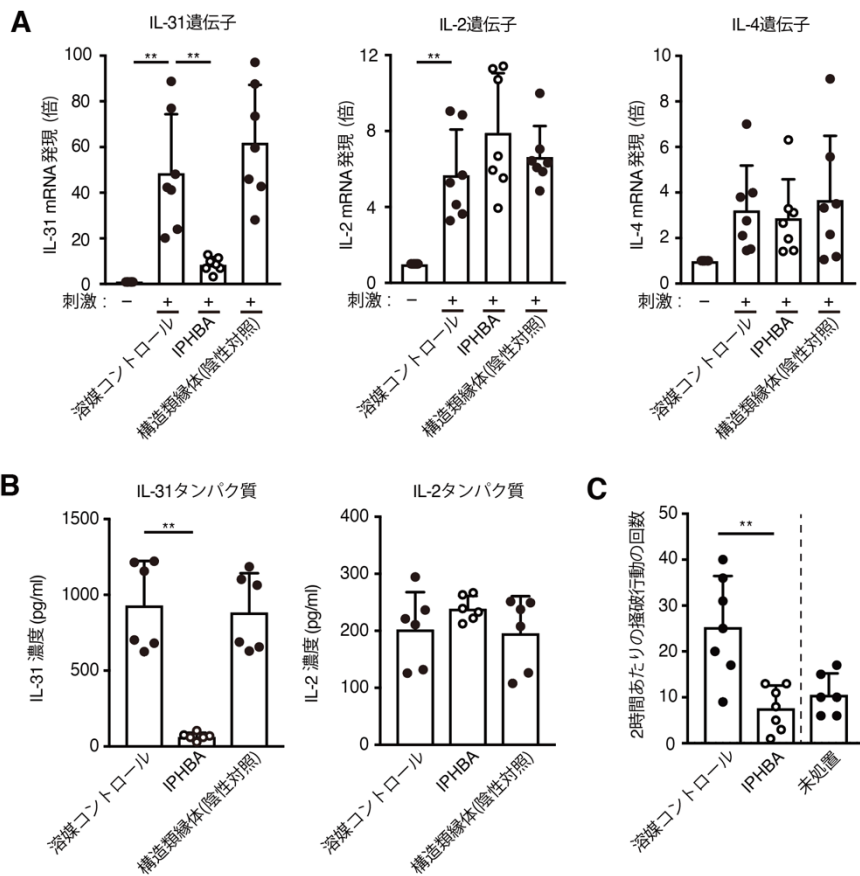 A
IL-31遺伝子
IL-31 mRNA発現 (倍)
100
80
60
40
20
0
**
**
刺激 : − + + +
溶媒コントロール
IPHBA
構造類縁体(陰性対照)
IL-2遺伝子
IL-2 mRNA発現 (倍)
12
8
4
0
**
刺激 : − + + +
溶媒コントロール
IPHBA
構造類縁体(陰性対照)
IL-4遺伝子
IL-4 mRNA発現 (倍)
10
8
6
4
2
0
刺激 : − + + +
溶媒コントロール
IPHBA
構造類縁体(陰性対照)
B
IL-31タンパク質
IL-31 濃度 (pg/ml)
1500
1000
500
0
**
溶媒コントロール
IPHBA
構造類縁体(陰性対照)
IL-2タンパク質
IL-2 濃度 (pg/ml)
400
300
200
100
0
溶媒コントロール
IPHBA
構造類縁体(陰性対照)
C
2時間あたりの掻破行動の回数
50
40
30
20
10
0
**
溶媒コントロール
IPHBA
未処置